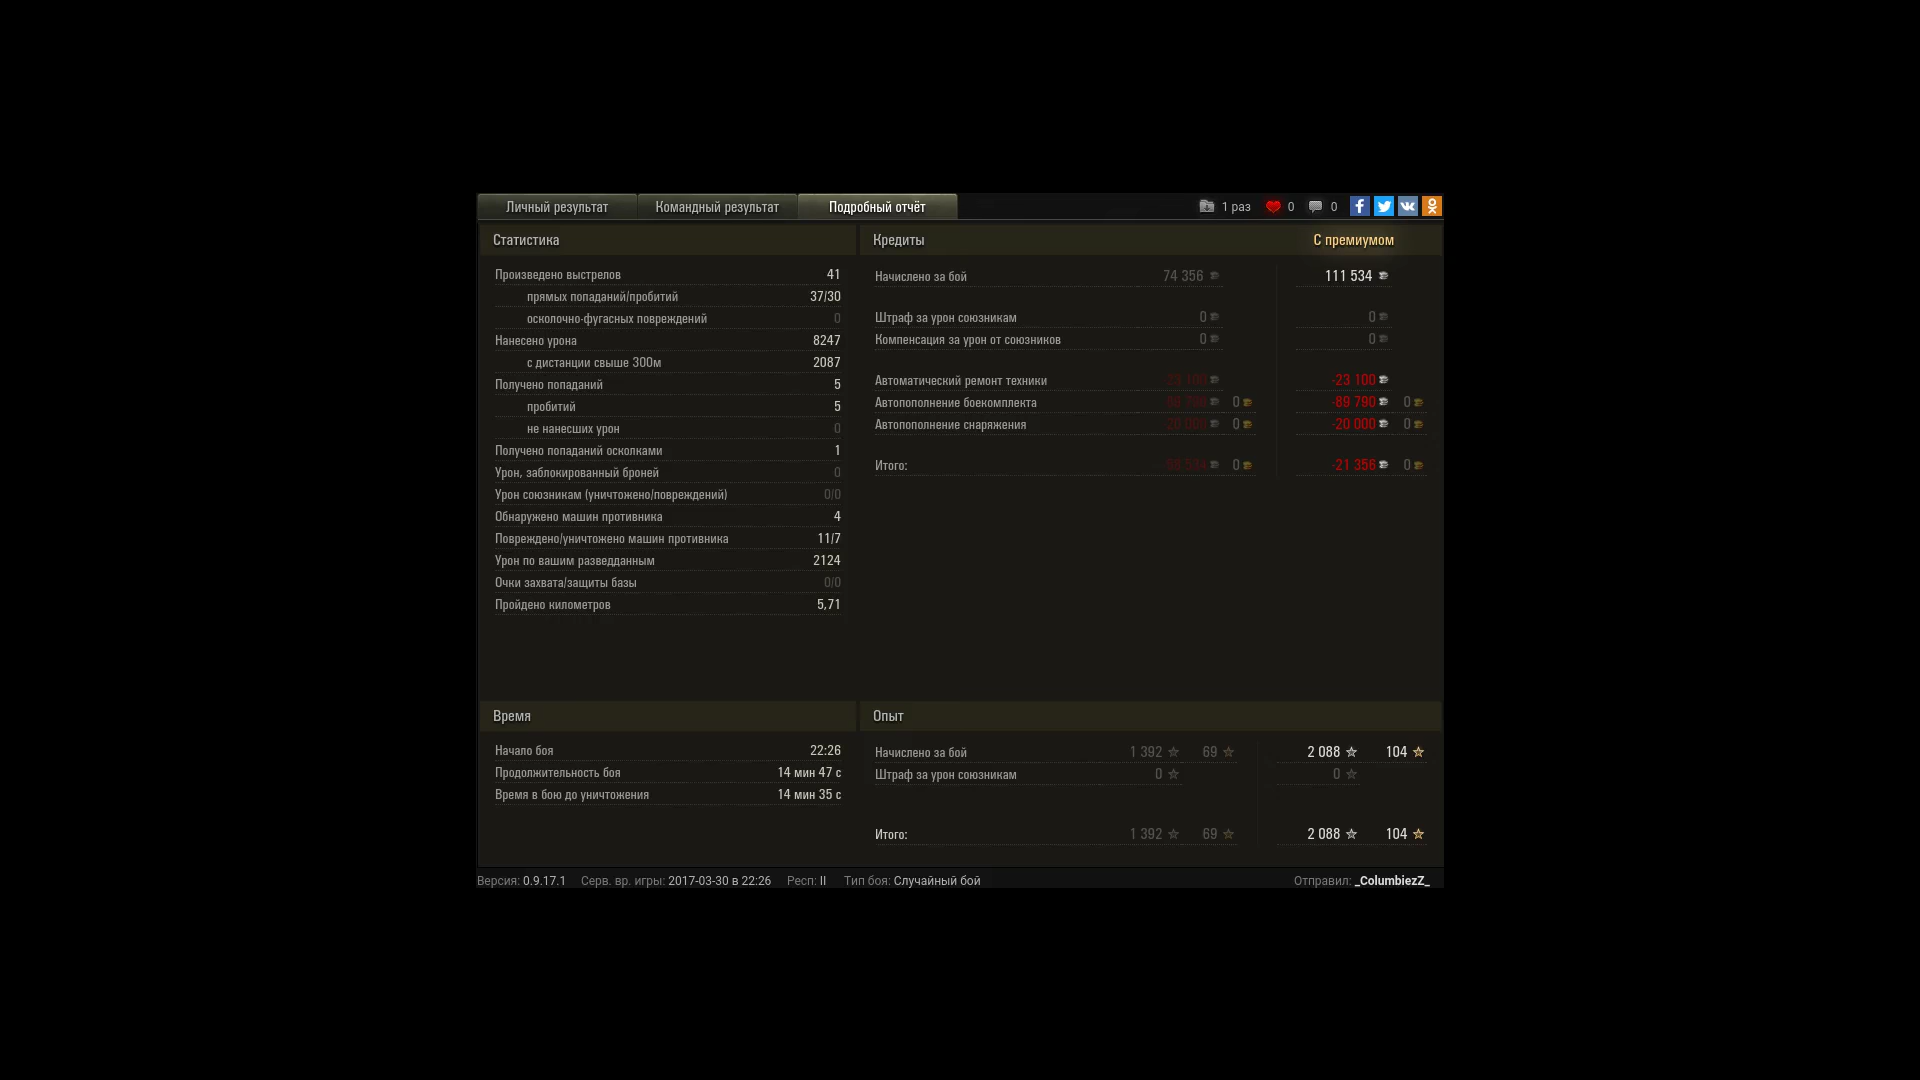 Личный результат Командный результат Подробный отчёт 1 раз 0 0
Статистика
Произведено выстрелов 41
прямых попаданий/пробитий 37/30
осколочно-фугасных повреждений 0
Нанесено урона 8247
с дистанции свыше 300м 2087
Получено попаданий 5
пробитий 5
не нанесших урон 0
Получено попаданий осколками 1
Урон, заблокированный броней 0
Урон союзникам (уничтожено/повреждений) 0/0
Обнаружено машин противника 4
Повреждено/уничтожено машин противника 11/7
Урон по вашим разведданным 2124
Очки захвата/защиты базы 0/0
Пройдено километров 5,71
Кредиты С премиумом
Начислено за бой 74 356 111 534
Штраф за урон союзникам 0 0
Компенсация за урон от союзников 0 0
Автоматический ремонт техники -23 100 -23 100
Автопополнение боекомплекта -89 790 0 -89 790 0
Автопополнение снаряжения -20 000 0 -20 000 0
Итого: -58 534 0 -21 356 0
Время
Начало боя 22:26
Продолжительность боя 14 мин 47 с
Время в бою до уничтожения 14 мин 35 с
Опыт
Начислено за бой 1 392 69 2 088 104
Штраф за урон союзникам 0 0
Итого: 1 392 69 2 088 104
Версия: 0.9.17.1 Серв. вр. игры: 2017-03-30 в 22:26 Респ: II Тип боя: Случайный бой Отправил: _ColumbiezZ_